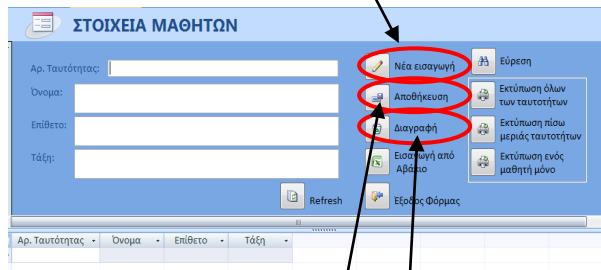 ΣΤΟΙΧΕΙΑ ΜΑΘΗΤΩΝ
Αρ. Ταυτότητας:
Όνομα:
Επίθετο:
Τάξη:
Νέα εισαγωγή
Αποθήκευση
Διαγραφή
Εισαγωγή από
Αβάκιο
Refresh
Έξοδος Φόρμας
Εύρεση
Εκτύπωση όλων
των ταυτοτήτων
Εκτύπωση πίσω
μεριάς ταυτοτήτων
Εκτύπωση ενός
μαθητή μόνο
Αρ. Ταυτότητας Όνομα Επίθετο Τάξη